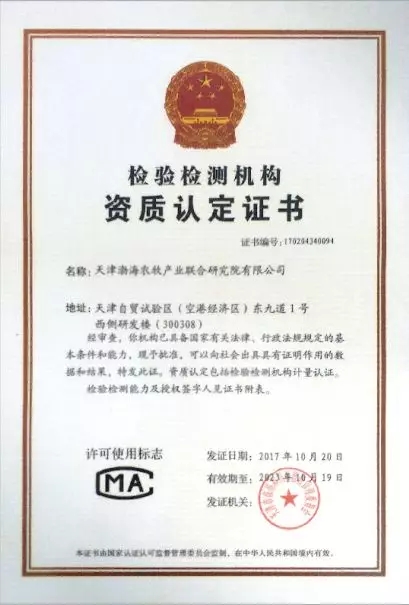 检验检测机构
资质认定证书
证书编号:170204340094
名称:天津渤海农牧产业联合研究院有限公司
地址:天津自贸试验区(空港经济区)东九道1号
西侧研发楼(300308)
经审查,你机构已具备国家有关法律、行政法规规定的基
本条件和能力,现予批准,可以向社会出具具有证明作用的数
据和结果,特发此证。资质认定包括检验检测机构计量认证。
检验检测能力及授权签字人见证书附表。
许可使用标志
MA
发证日期:2017年10月20日
有效期至:2023年10月19日
发证机关:
本证书由国家认证认可监督管理委员会监制,在中华人民共和国境内有效。